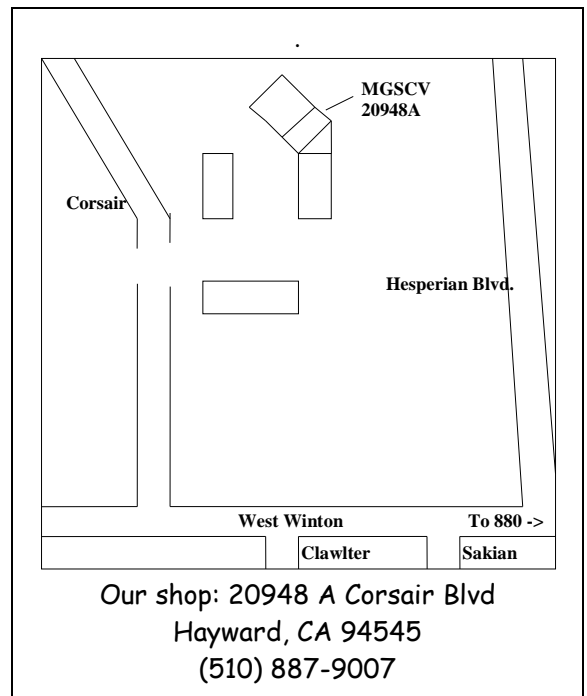 MGSCV
20948A
Corsair
Hesperian Blvd.
West Winton
To 880 ->
Clawlter
Sakian
Our shop: 20948 A Corsair Blvd
Hayward, CA 94545
(510) 887-9007